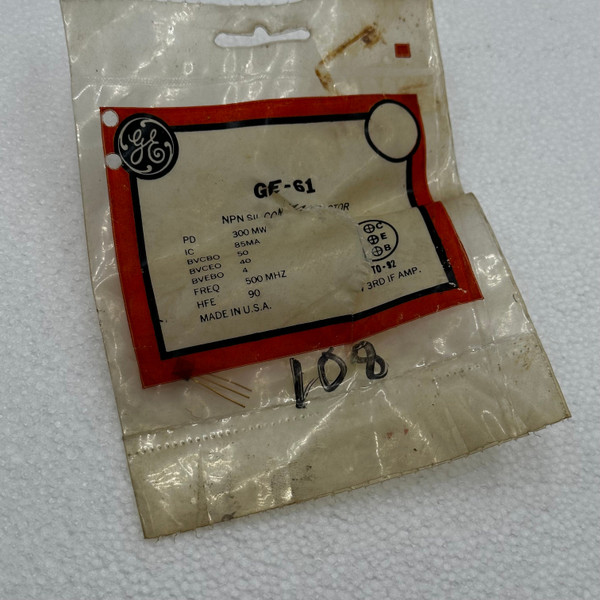 GE
GE-61
NPN SILICON
PD 300 MW
IC 85MA
BVCBO 50
BVCEO 40
BVEBO 4
FREQ 500 MHZ
HFE 90
MADE IN U.S.A.
C
E
B
TO-92
3RD IF AMP.
108